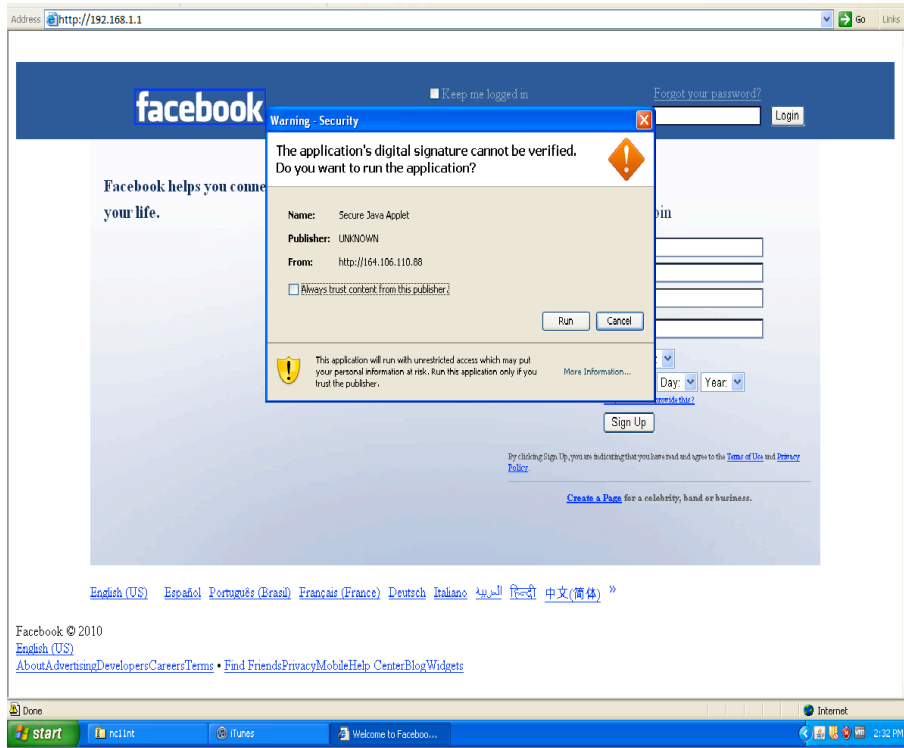 Address http://192.168.1.1 Go Links
Keep me logged in Forgot your password?
facebook Login
Warning - Security
The application's digital signature cannot be verified.
Do you want to run the application?
Facebook helps you conne
your life.
Name: Secure Java Applet
Publisher: UNKNOWN
From: http://164.106.110.88
Always trust content from this publisher.
Run Cancel
This application will run with unrestricted access which may put
your personal information at risk. Run this application only if you
trust the publisher.
More Information...
Day: Year:
Sign Up
By clicking Sign Up, you are indicating that you have read and agree to the Terms of Use and Privacy
Policy.
Create a Page for a celebrity, band or business.
English (US) Español Português (Brasil) Français (France) Deutsch Italiano العربية हिन्दी 中文(简体) »
Facebook © 2010
English (US)
AboutAdvertisingDevelopersCareersTerms • Find FriendsPrivacyMobileHelp CenterBlogWidgets
Done Internet
start nc11nt iTunes Welcome to Faceboo... 2:32 PM